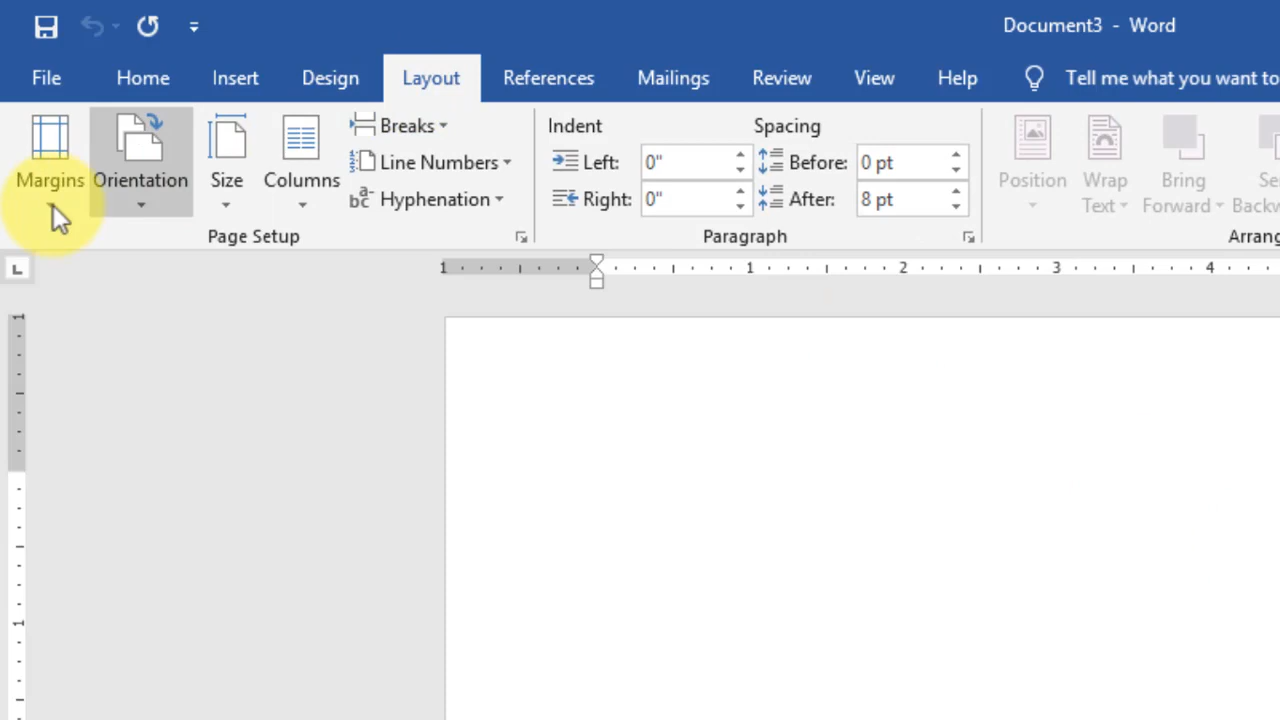 Document3 - Word
File Home Insert Design Layout References Mailings Review View Help Tell me what you want to
Margins Orientation Size Columns
Breaks
Line Numbers
Hyphenation
Page Setup
Indent
Left: 0"
Right: 0"
Spacing
Before: 0 pt
After: 8 pt
Paragraph
Position
Wrap
Text
Bring
Forward
1 1 2 3 4
1
1